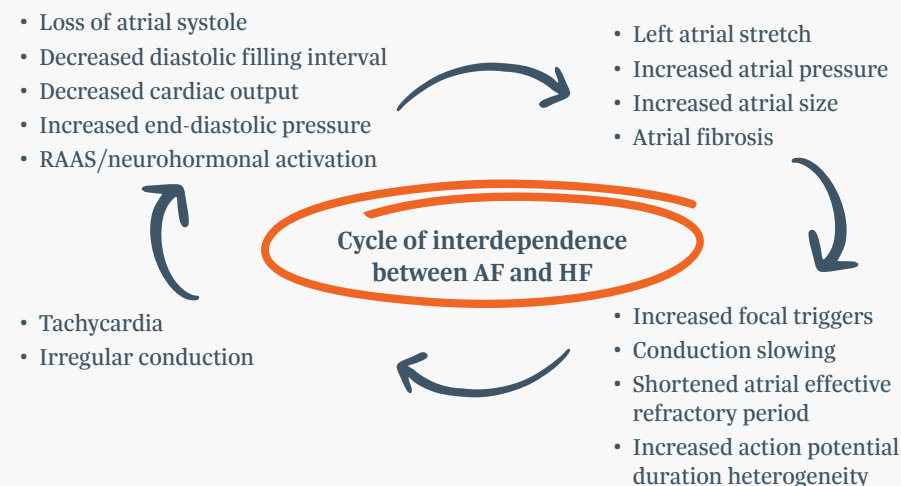 • Loss of atrial systole
• Decreased diastolic filling interval
• Decreased cardiac output
• Increased end-diastolic pressure
• RAAS/neurohormonal activation
• Left atrial stretch
• Increased atrial pressure
• Increased atrial size
• Atrial fibrosis
Cycle of interdependence
between AF and HF
• Increased focal triggers
• Conduction slowing
• Shortened atrial effective
refractory period
• Increased action potential
duration heterogeneity
• Tachycardia
• Irregular conduction